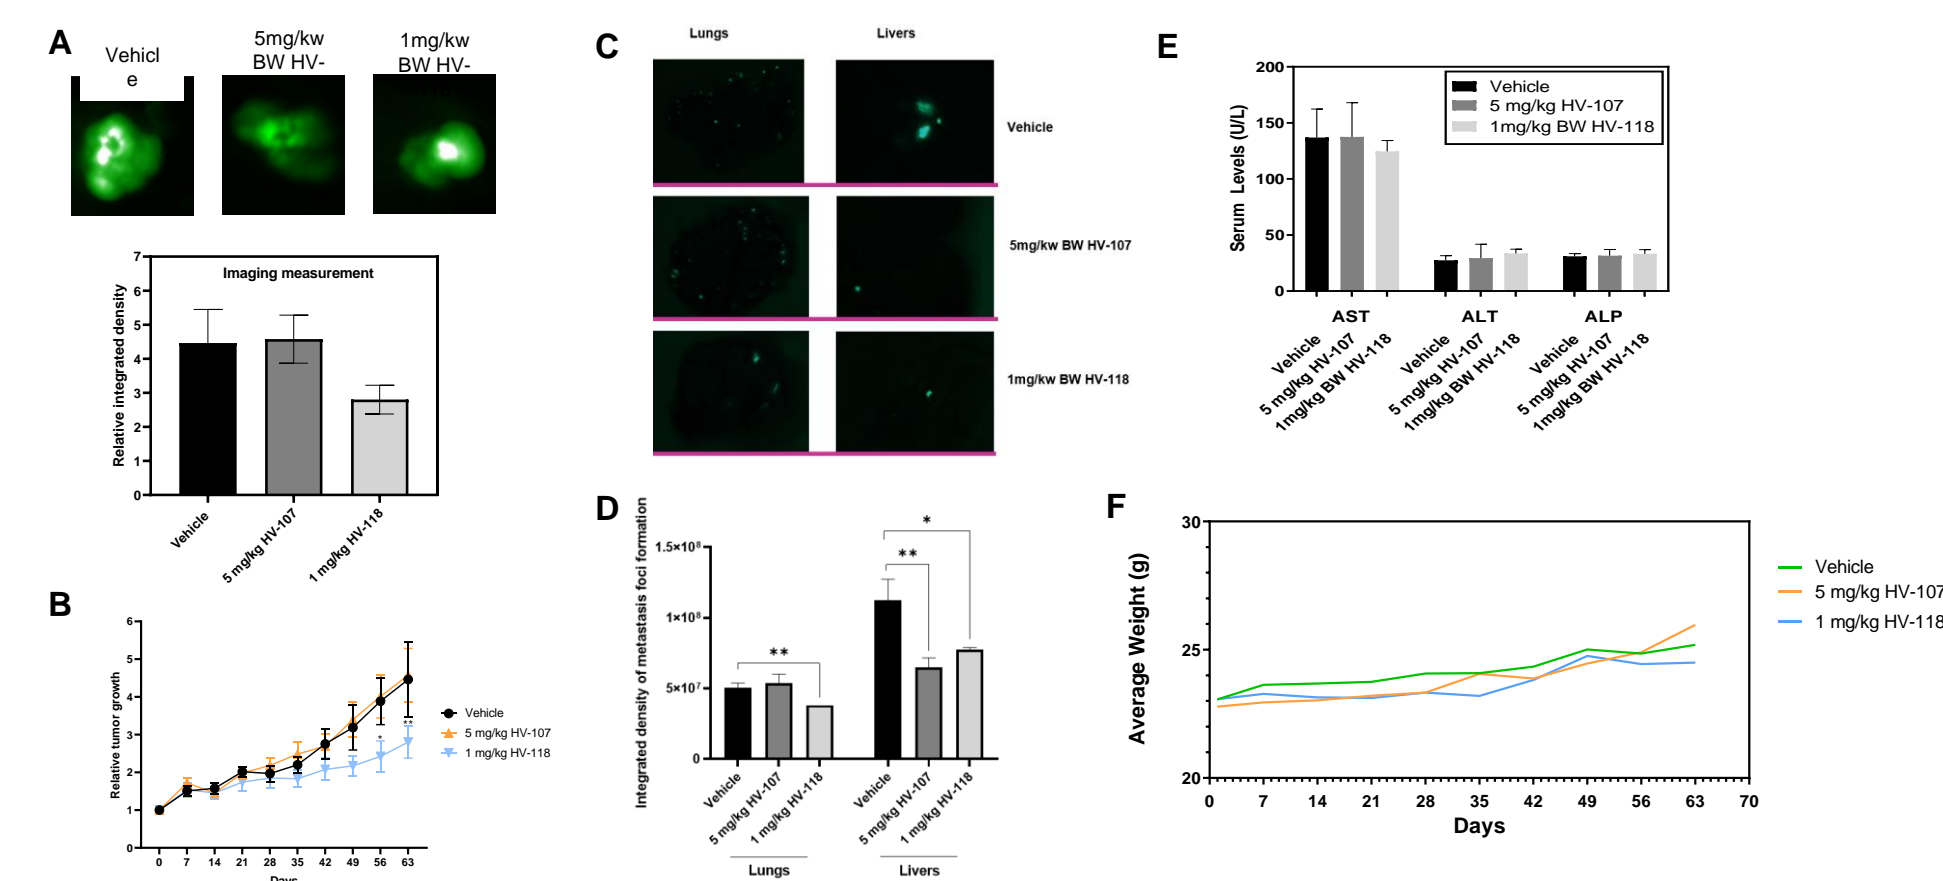 A
Vehicl
e
5mg/kw
BW HV-
1mg/kw
BW HV-
Imaging measurement
Relative integrated density
7
6
5
4
3
2
1
0
Vehicle
5 mg/kg HV-107
1 mg/kg HV-118
B
Relative tumor growth
6
5
4
3
2
1
0
*
**
0 7 14 21 28 35 42 49 56 63
Days
Vehicle
5 mg/kg HV-107
1 mg/kg HV-118
C
Lungs Livers
Vehicle
5mg/kw BW HV-107
1mg/kw BW HV-118
D
Integrated density of metastasis foci formation
1.5×10⁸
1×10⁸
5×10⁷
0
**
**
*
Vehicle
5 mg/kg HV-107
1 mg/kg HV-118
Vehicle
5 mg/kg HV-107
1 mg/kg HV-118
Lungs Livers
E
Serum Levels (U/L)
200
150
100
50
0
Vehicle
5 mg/kg HV-107
1mg/kg BW HV-118
AST ALT ALP
Vehicle
5 mg/kg HV-107
1mg/kg BW HV-118
Vehicle
5 mg/kg HV-107
1mg/kg BW HV-118
Vehicle
5 mg/kg HV-107
1mg/kg BW HV-118
F
Average Weight (g)
30
25
20
0 7 14 21 28 35 42 49 56 63 70
Days
Vehicle
5 mg/kg HV-107
1 mg/kg HV-118